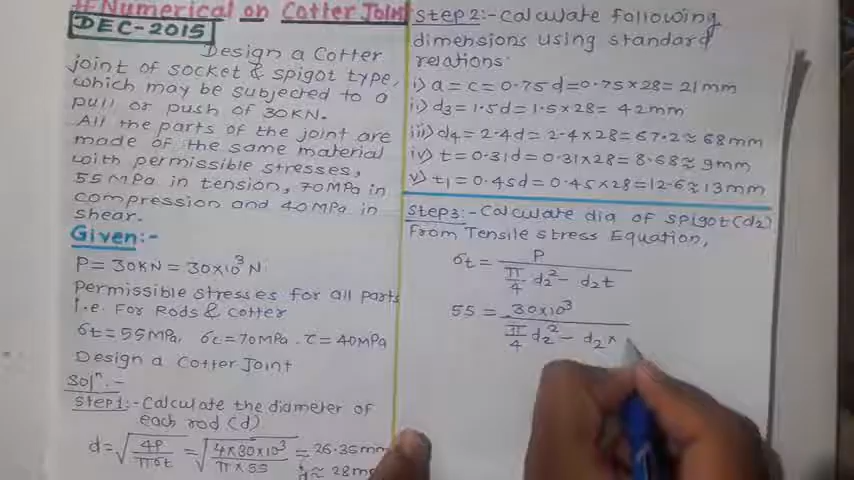 # Numerical on Cotter Joint
DEC-2015
Design a Cotter
joint of socket & spigot type,
which may be subjected to a
pull or push of 30KN.
All the parts of the joint are
made of the same material
with permissible stresses,
55MPa in tension, 70MPa in
compression and 40MPa in
shear.
Given:-
P=30KN=30×10³N
Permissible stresses for all parts
i.e. For Rods & Cotter
σt=55MPa, σc=70MPa. τ=40MPa
Design a Cotter Joint
Solⁿ.-
Step1:-Calculate the diameter of
each rod (d)
d=√(4P/πσt)=√(4×30×10³/π×55)=26.35mm
d≈28mm
Step2:-Calculate following
dimensions using standard
relations:
i) a=c=0.75d=0.75×28=21mm
ii) d3=1.5d=1.5×28=42mm
iii) d4=2.4d=2.4×28=67.2≈68mm
iv) t=0.31d=0.31×28=8.68≈9mm
v) t1=0.45d=0.45×28=12.6≈13mm
Step3:-Calculate dia of spigot(d2)
From Tensile stress Equation,
σt = P/(π/4 d2² - d2t)
55 = 30×10³/(π/4 d2² - d2×